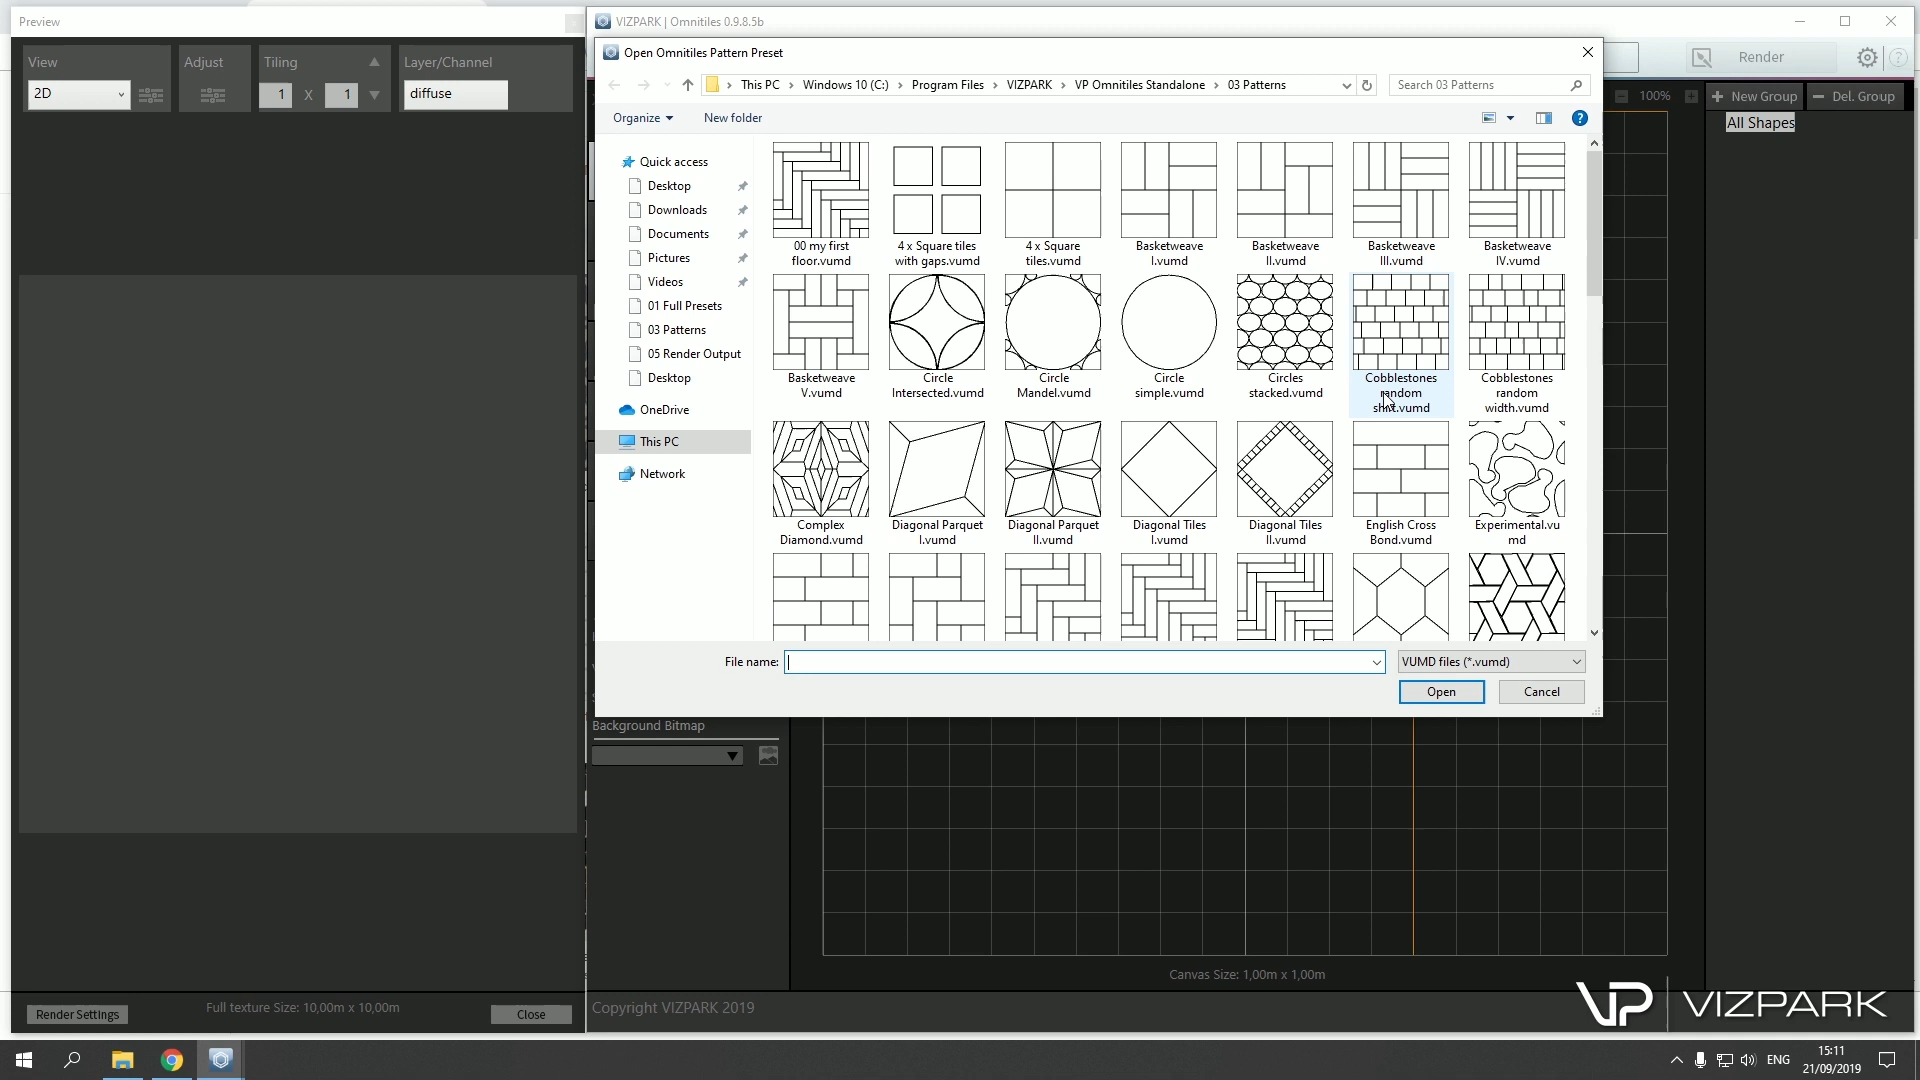 Preview
VIZPARK | Omnitiles 0.9.8.5b
View
Adjust
Tiling
Layer/Channel
2D
1
X
1
diffuse
Open Omnitiles Pattern Preset
Render
This PC > Windows 10 (C:) > Program Files > VIZPARK > VP Omnitiles Standalone > 03 Patterns
Search 03 Patterns
100%
New Group
Del. Group
All Shapes
Organize
New folder
Quick access
Desktop
Downloads
Documents
Pictures
Videos
01 Full Presets
03 Patterns
05 Render Output
Desktop
OneDrive
This PC
Network
00 my first
floor.vumd
4 x Square tiles
with gaps.vumd
4 x Square
tiles.vumd
Basketweave
I.vumd
Basketweave
II.vumd
Basketweave
III.vumd
Basketweave
IV.vumd
Basketweave
V.vumd
Circle
Intersected.vumd
Circle
Mandel.vumd
Circle
simple.vumd
Circles
stacked.vumd
Cobblestones
random
shift.vumd
Cobblestones
random
width.vumd
Complex
Diamond.vumd
Diagonal Parquet
I.vumd
Diagonal Parquet
II.vumd
Diagonal Tiles
I.vumd
Diagonal Tiles
II.vumd
English Cross
Bond.vumd
Experimental.vu
md
File name:
VUMD files (*.vumd)
Open
Cancel
Background Bitmap
Canvas Size: 1,00m x 1,00m
Render Settings
Full texture Size: 10,00m x 10,00m
Close
Copyright VIZPARK 2019
VP VIZPARK
ENG
15:11
21/09/2019